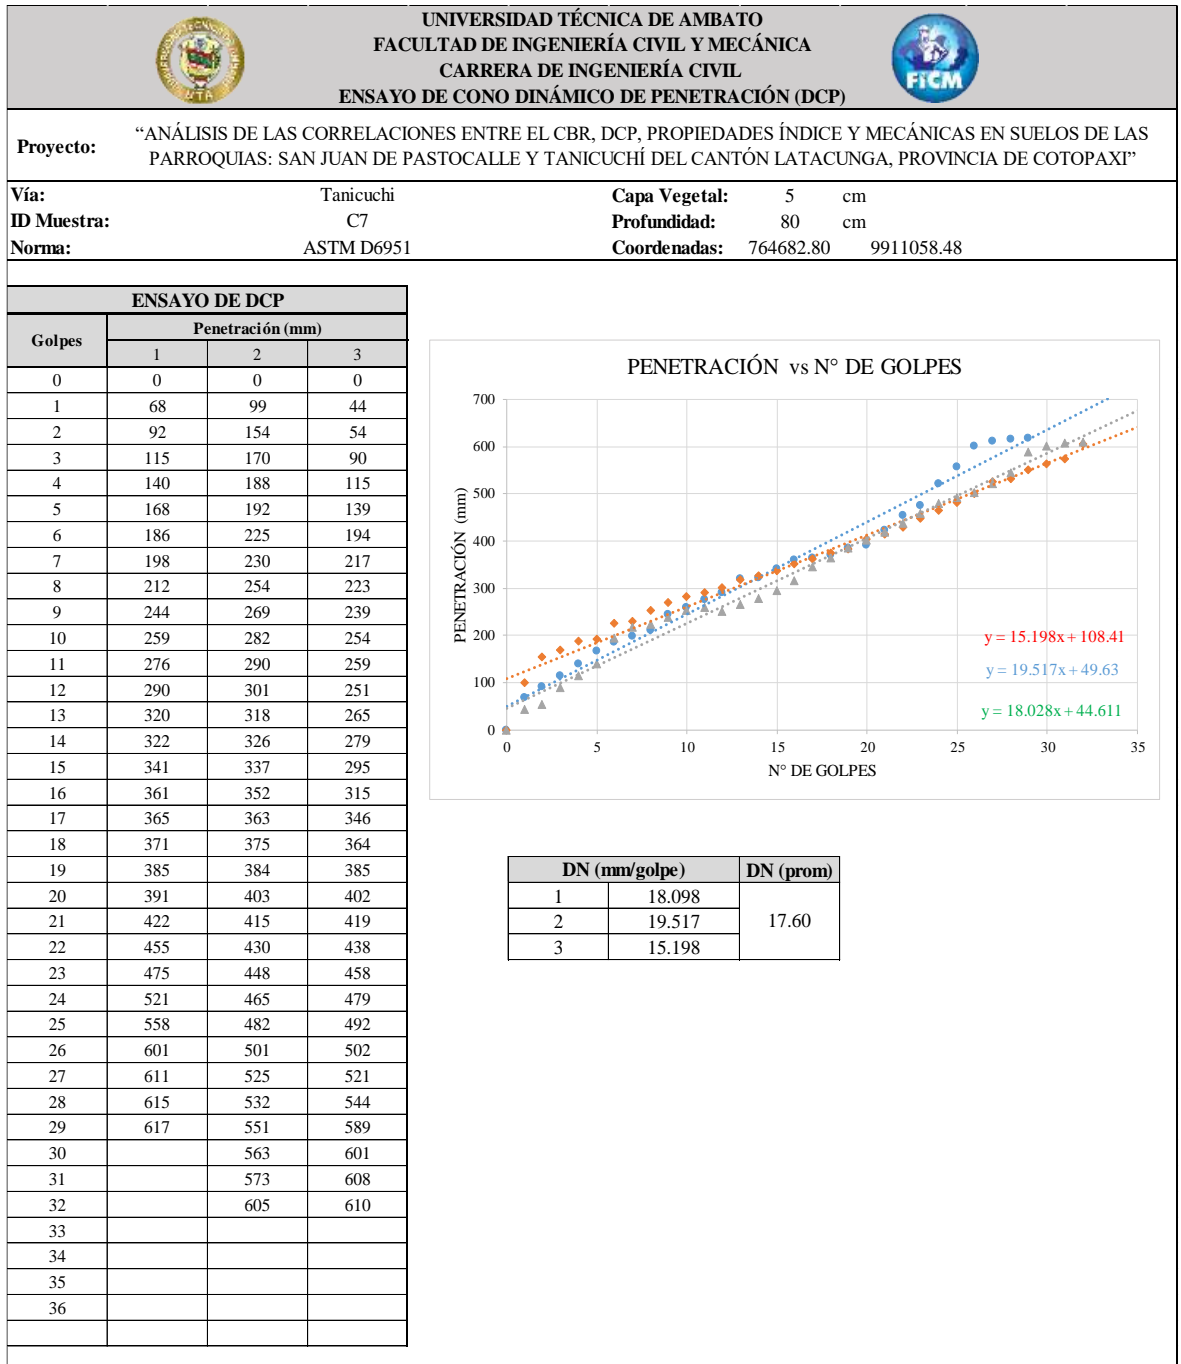 UNIVERSIDAD TÉCNICA DE AMBATO
FACULTAD DE INGENIERÍA CIVIL Y MECÁNICA
CARRERA DE INGENIERÍA CIVIL
ENSAYO DE CONO DINÁMICO DE PENETRACIÓN (DCP)
UTA
FICM
Proyecto: “ANÁLISIS DE LAS CORRELACIONES ENTRE EL CBR, DCP, PROPIEDADES ÍNDICE Y MECÁNICAS EN SUELOS DE LAS
PARROQUIAS: SAN JUAN DE PASTOCALLE Y TANICUCHÍ DEL CANTÓN LATACUNGA, PROVINCIA DE COTOPAXI”
Vía: Tanicuchi Capa Vegetal: 5 cm
ID Muestra: C7 Profundidad: 80 cm
Norma: ASTM D6951 Coordenadas: 764682.80 9911058.48
ENSAYO DE DCP
Golpes Penetración (mm)
1 2 3
0 0 0 0
1 68 99 44
2 92 154 54
3 115 170 90
4 140 188 115
5 168 192 139
6 186 225 194
7 198 230 217
8 212 254 223
9 244 269 239
10 259 282 254
11 276 290 259
12 290 301 251
13 320 318 265
14 322 326 279
15 341 337 295
16 361 352 315
17 365 363 346
18 371 375 364
19 385 384 385
20 391 403 402
21 422 415 419
22 455 430 438
23 475 448 458
24 521 465 479
25 558 482 492
26 601 501 502
27 611 525 521
28 615 532 544
29 617 551 589
30 563 601
31 573 608
32 605 610
33
34
35
36
PENETRACIÓN vs N° DE GOLPES
PENETRACIÓN (mm)
700
600
500
400
300
200
100
0
y = 15.198x + 108.41
y = 19.517x + 49.63
y = 18.028x + 44.611
0 5 10 15 20 25 30 35
N° DE GOLPES
DN (mm/golpe) DN (prom)
1 18.098
2 19.517 17.60
3 15.198